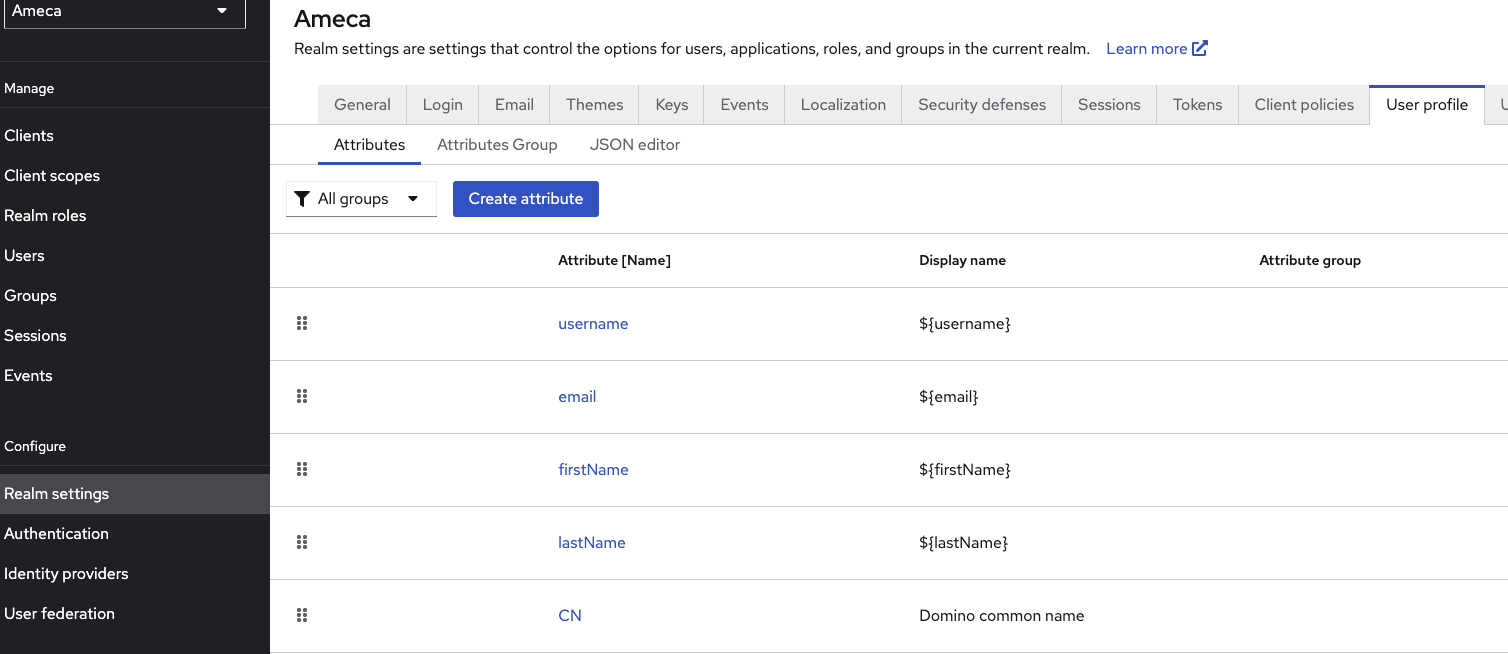 Ameca
Manage
Clients
Client scopes
Realm roles
Users
Groups
Sessions
Events
Configure
Realm settings
Authentication
Identity providers
User federation
Ameca
Realm settings are settings that control the options for users, applications, roles, and groups in the current realm. Learn more
General Login Email Themes Keys Events Localization Security defenses Sessions Tokens Client policies User profile
Attributes Attributes Group JSON editor
All groups Create attribute
Attribute [Name] Display name Attribute group
username ${username}
email ${email}
firstName ${firstName}
lastName ${lastName}
CN Domino common name